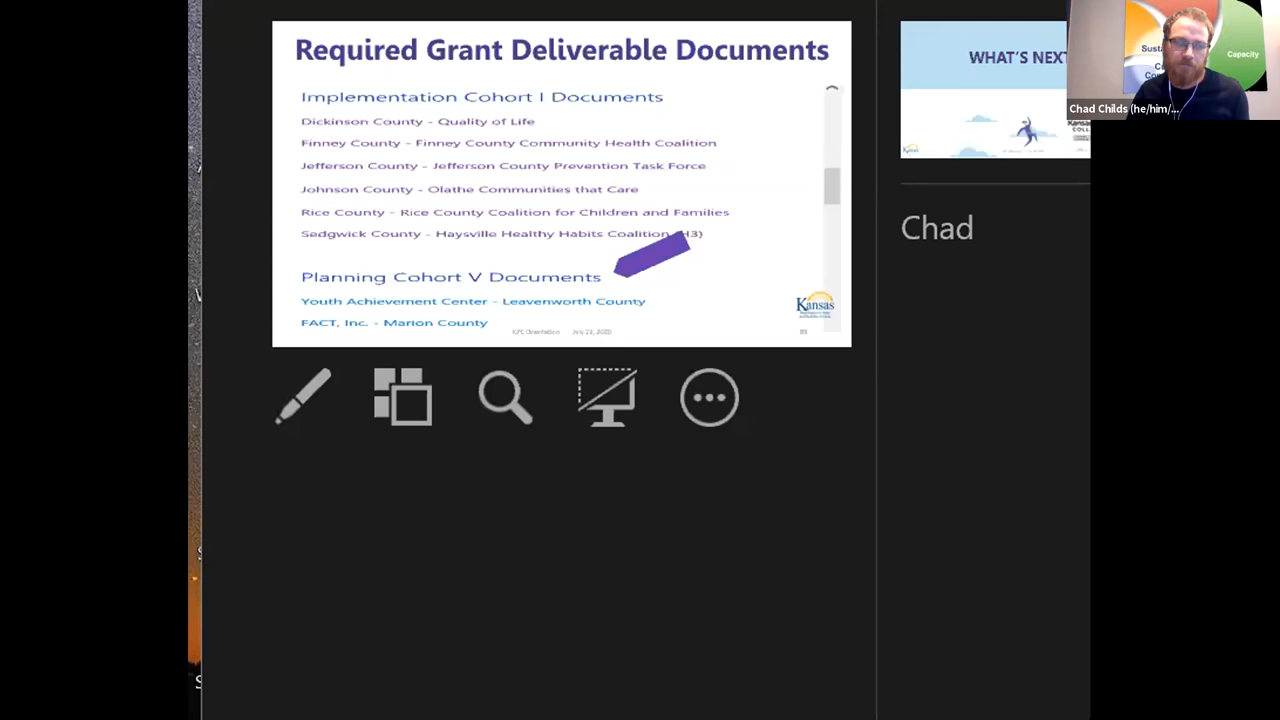 Required Grant Deliverable Documents
Implementation Cohort I Documents
Dickinson County - Quality of Life
Finney County - Finney County Community Health Coalition
Jefferson County - Jefferson County Prevention Task Force
Johnson County - Olathe Communities that Care
Rice County - Rice County Coalition for Children and Families
Sedgwick County - Haysville Healthy Habits Coalition (H3)
Planning Cohort V Documents
Youth Achievement Center - Leavenworth County
FACT, Inc. - Marion County
Kansas
WHAT'S NEXT
Capacity
Chad Childs (he/him/...
Chad